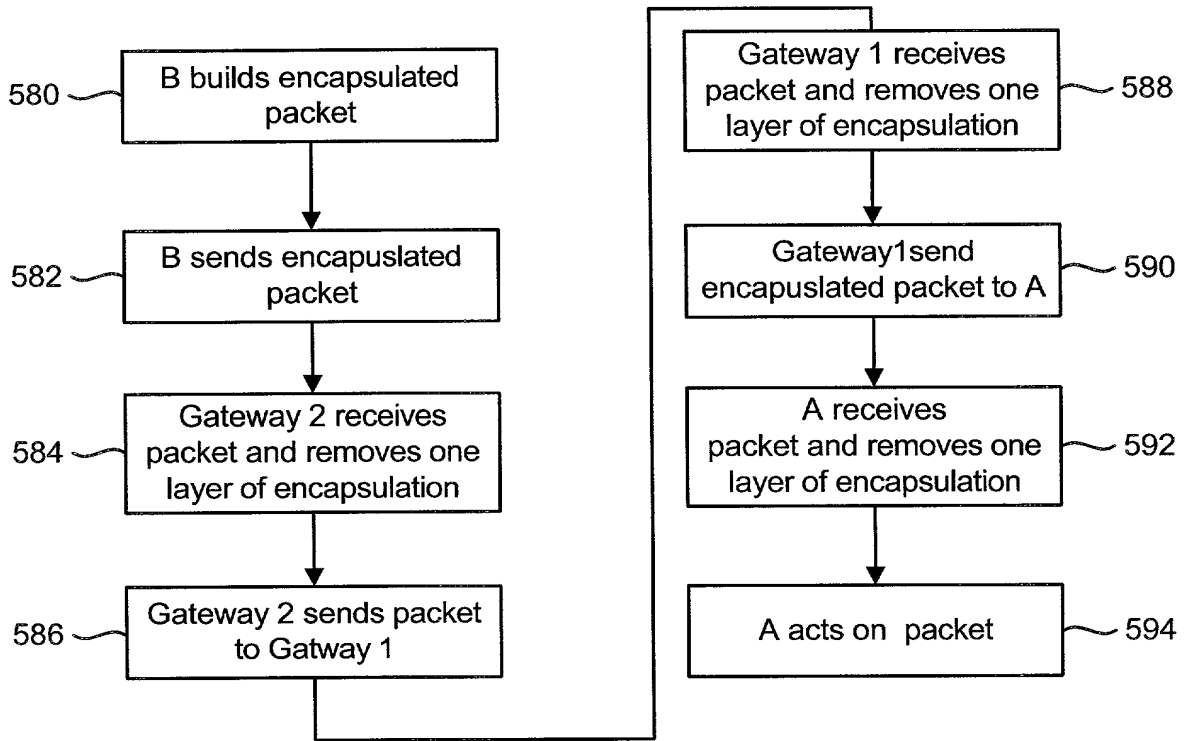 580
B builds encapsulated
packet
582
B sends encapuslated
packet
584
Gateway 2 receives
packet and removes one
layer of encapsulation
586
Gateway 2 sends packet
to Gatway 1
Gateway 1 receives
packet and removes one
layer of encapsulation
588
Gateway1send
encapuslated packet to A
590
A receives
packet and removes one
layer of encapsulation
592
A acts on packet
594